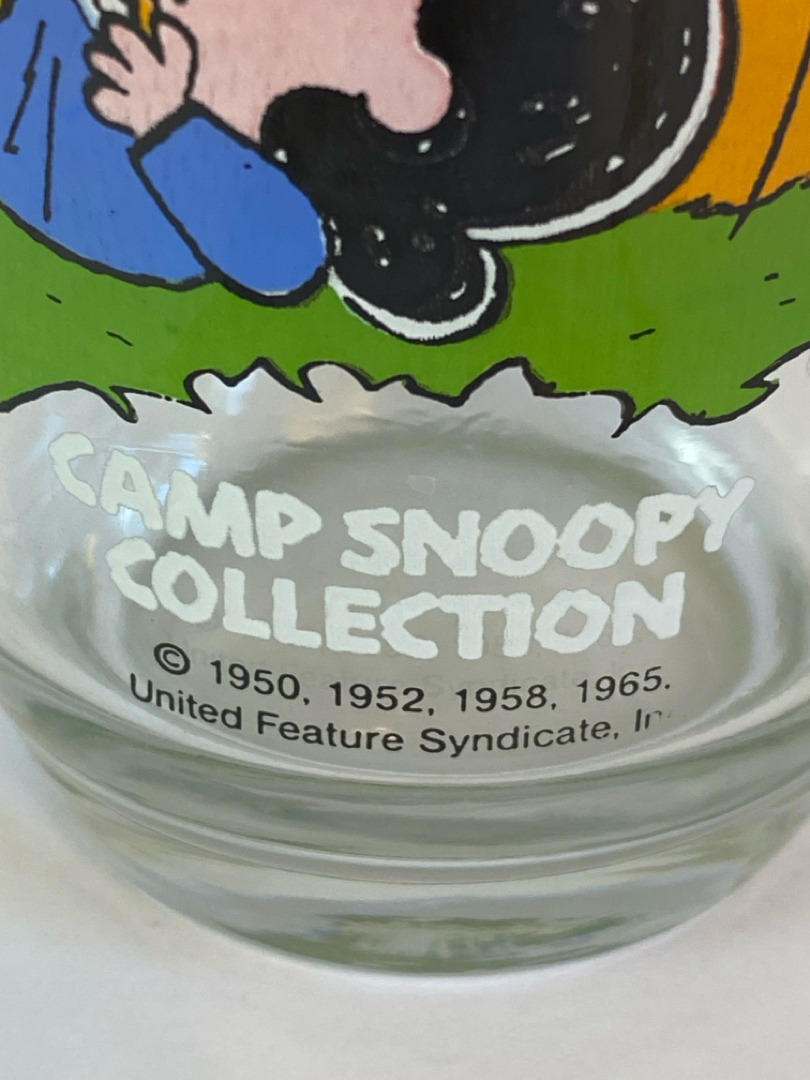 CAMP SNOOPY
COLLECTION
© 1950, 1952, 1958, 1965.
United Feature Syndicate, In